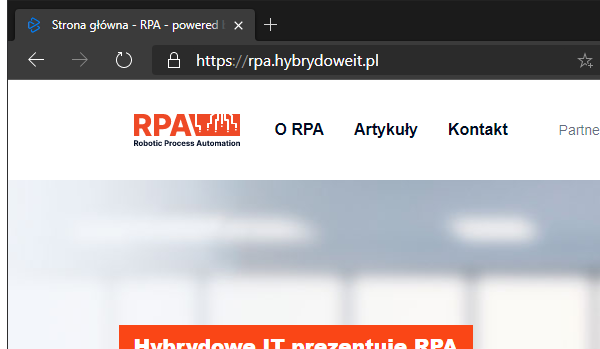 Strona główna - RPA - powered
https://rpa.hybrydoweit.pl
RPA
Robotic Process Automation
O RPA
Artykuły
Kontakt
Partne
Hybrydowe IT prezentuje RPA